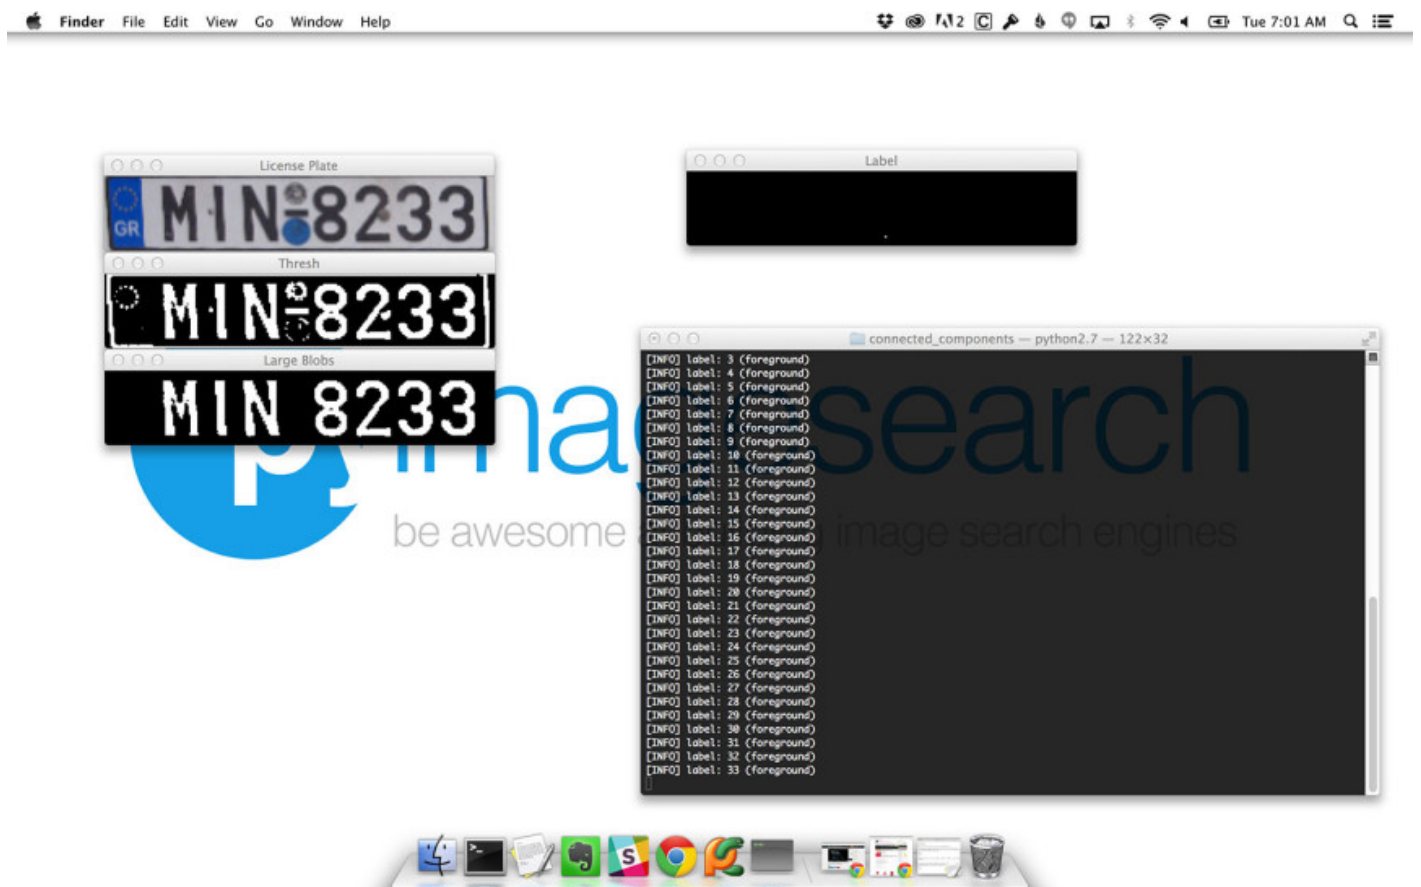 Finder File Edit View Go Window Help
2 C Tue 7:01 AM
License Plate
GR MIN-8233
Thresh
MIN-8233
Large Blobs
MIN 8233
Label
connected_components — python2.7 — 122×32
[INFO] label: 3 (foreground)
[INFO] label: 4 (foreground)
[INFO] label: 5 (foreground)
[INFO] label: 6 (foreground)
[INFO] label: 7 (foreground)
[INFO] label: 8 (foreground)
[INFO] label: 9 (foreground)
[INFO] label: 10 (foreground)
[INFO] label: 11 (foreground)
[INFO] label: 12 (foreground)
[INFO] label: 13 (foreground)
[INFO] label: 14 (foreground)
[INFO] label: 15 (foreground)
[INFO] label: 16 (foreground)
[INFO] label: 17 (foreground)
[INFO] label: 18 (foreground)
[INFO] label: 19 (foreground)
[INFO] label: 20 (foreground)
[INFO] label: 21 (foreground)
[INFO] label: 22 (foreground)
[INFO] label: 23 (foreground)
[INFO] label: 24 (foreground)
[INFO] label: 25 (foreground)
[INFO] label: 26 (foreground)
[INFO] label: 27 (foreground)
[INFO] label: 28 (foreground)
[INFO] label: 29 (foreground)
[INFO] label: 30 (foreground)
[INFO] label: 31 (foreground)
[INFO] label: 32 (foreground)
[INFO] label: 33 (foreground)
search
be awesome image search engines
S